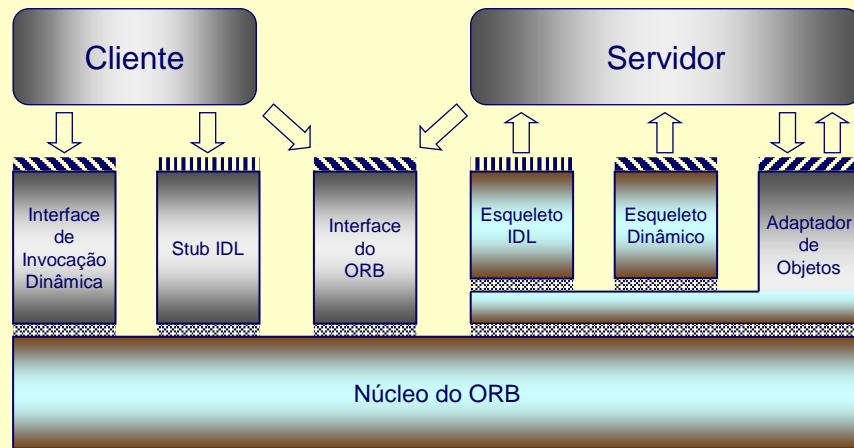 Cliente
Servidor
Interface
de
Invocação
Dinâmica
Stub IDL
Interface
do
ORB
Esqueleto
IDL
Esqueleto
Dinâmico
Adaptador
de
Objetos
Núcleo do ORB